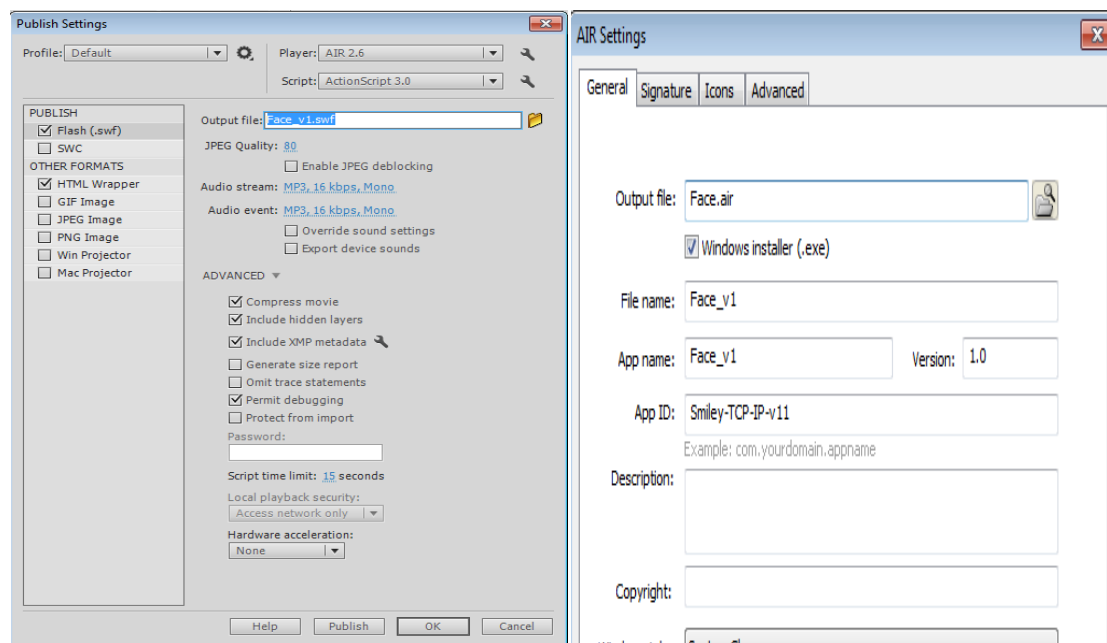 Publish Settings
Profile: Default
Player: AIR 2.6
Script: ActionScript 3.0
PUBLISH
Flash (.swf)
SWC
OTHER FORMATS
HTML Wrapper
GIF Image
JPEG Image
PNG Image
Win Projector
Mac Projector
Output file: Face_v1.swf
JPEG Quality: 80
Enable JPEG deblocking
Audio stream: MP3, 16 kbps, Mono
Audio event: MP3, 16 kbps, Mono
Override sound settings
Export device sounds
ADVANCED
Compress movie
Include hidden layers
Include XMP metadata
Generate size report
Omit trace statements
Permit debugging
Protect from import
Password:
Script time limit: 15 seconds
Local playback security:
Access network only
Hardware acceleration:
None
Help Publish OK Cancel
AIR Settings
General Signature Icons Advanced
Output file: Face.air
Windows installer (.exe)
File name: Face_v1
App name: Face_v1 Version: 1.0
App ID: Smiley-TCP-IP-v11
Example: com.yourdomain.appname
Description:
Copyright: